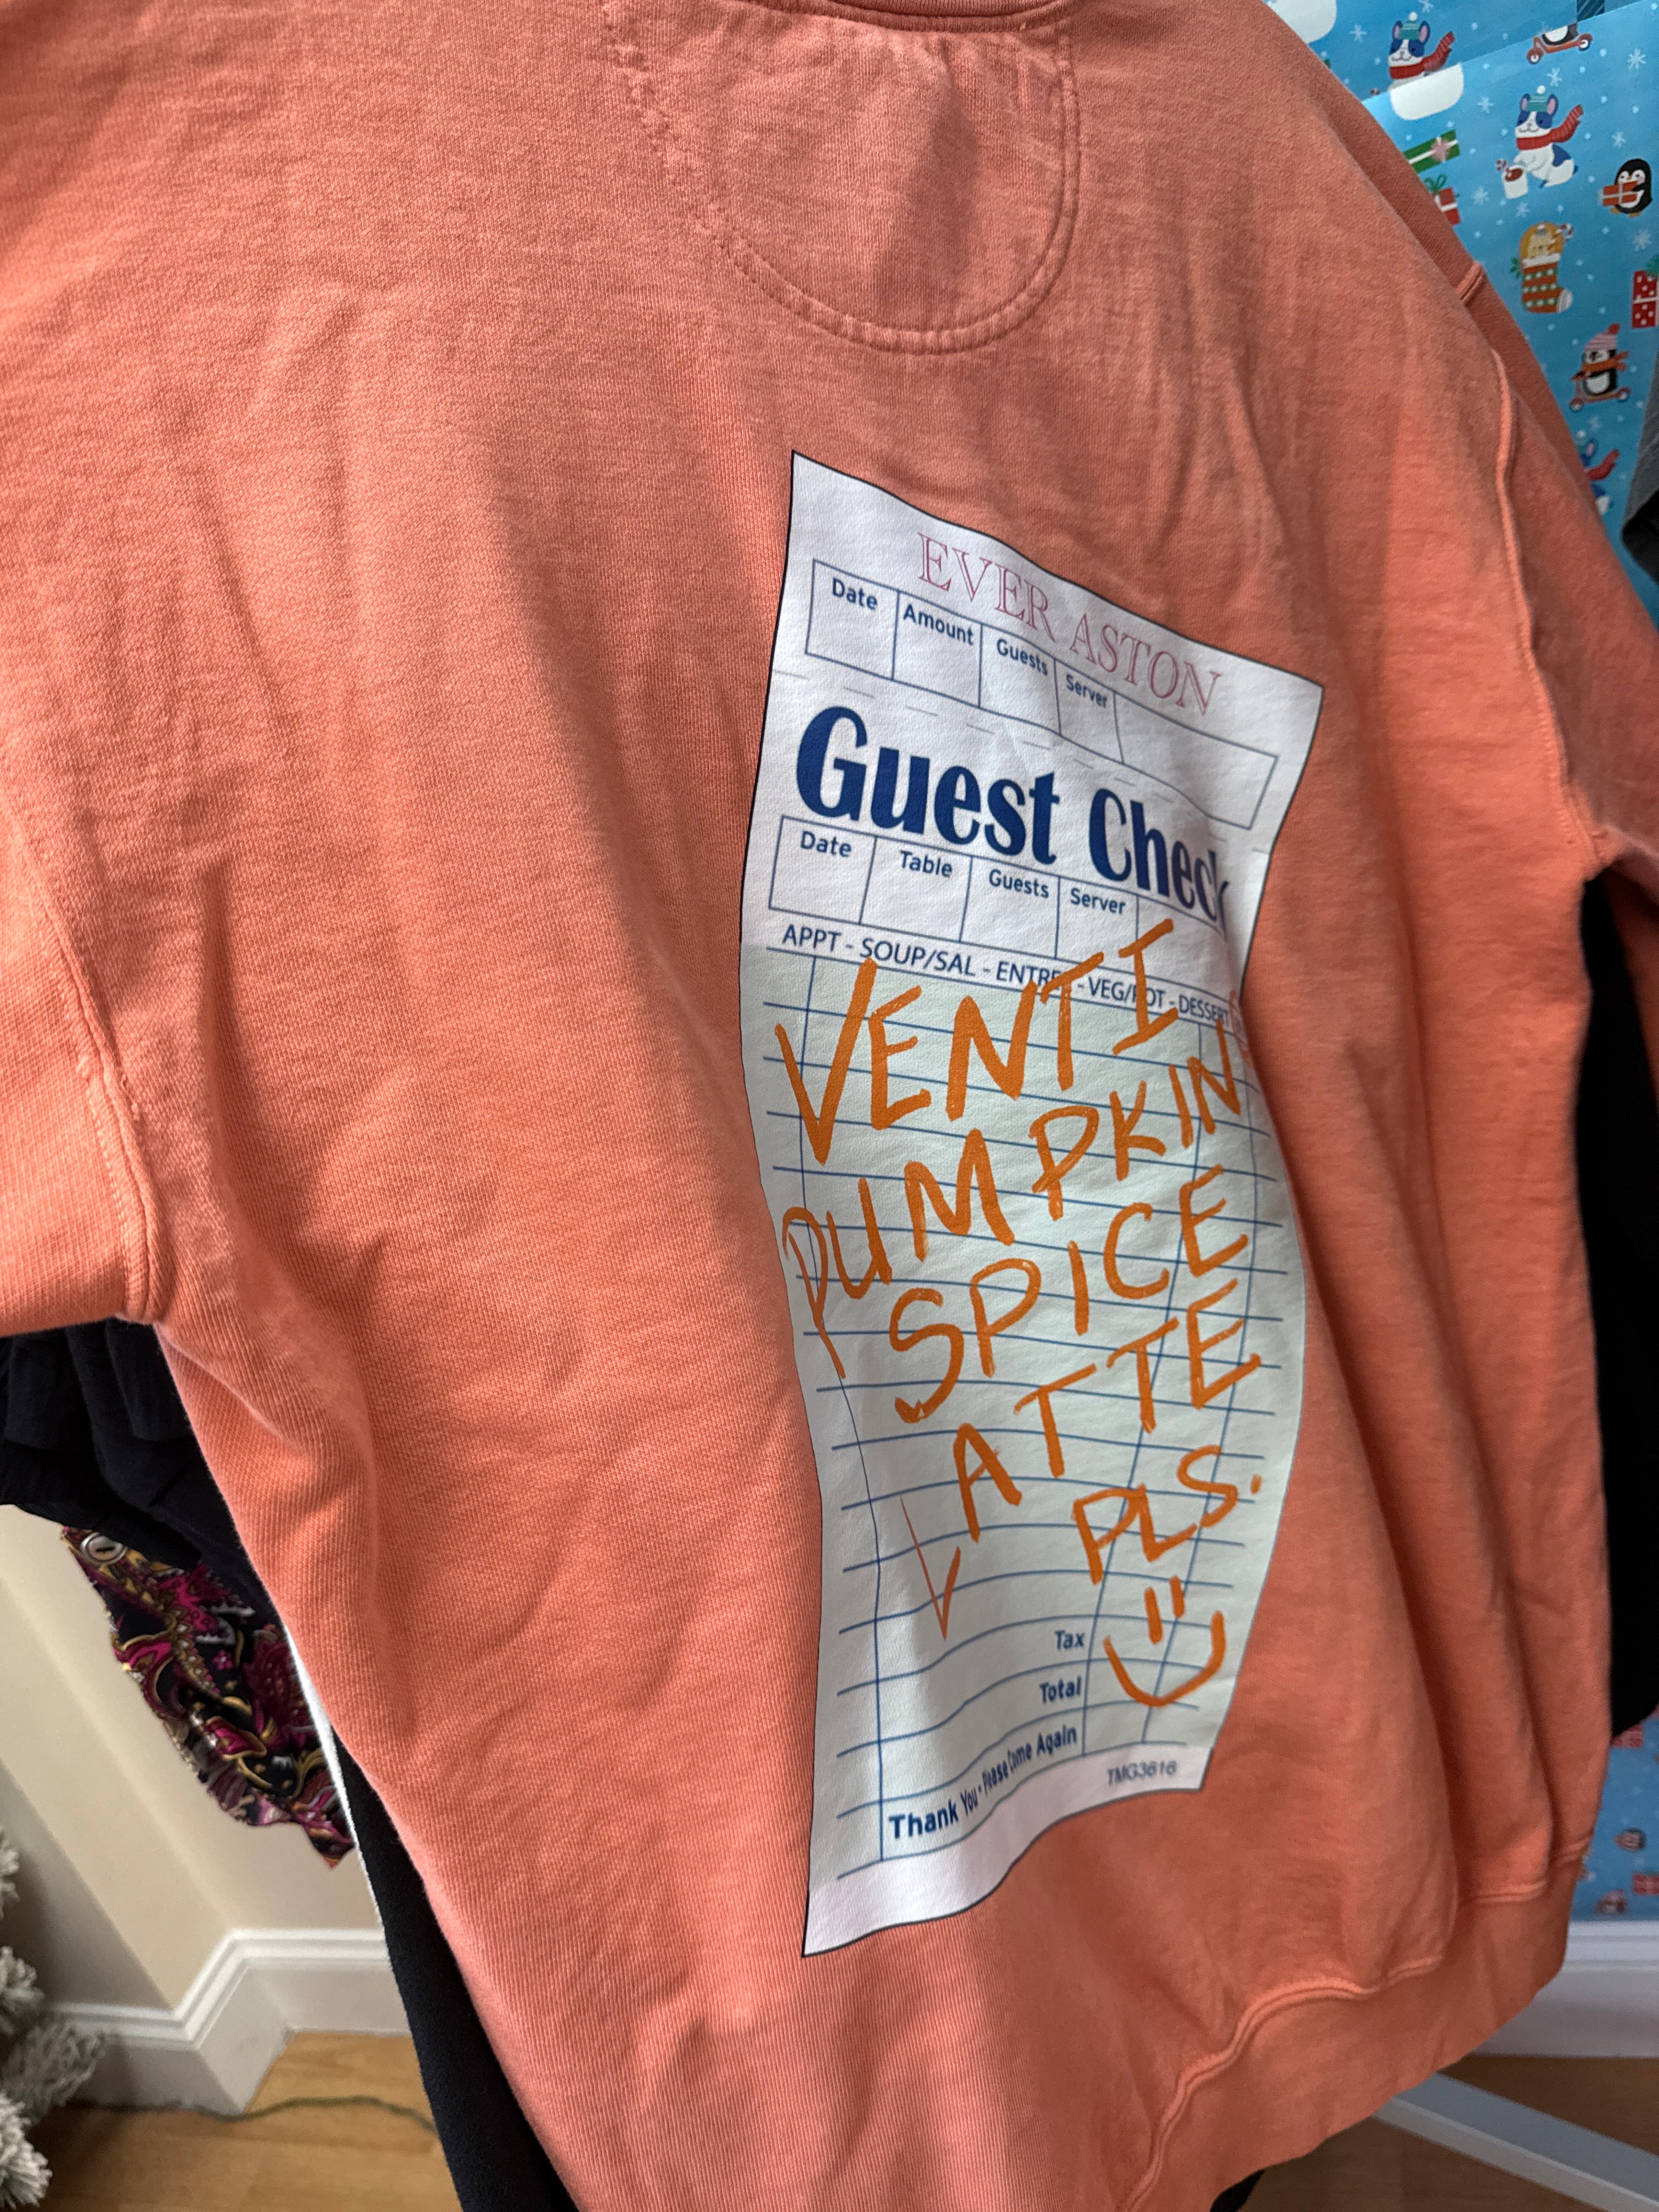 EVER ASTON
Date Amount Guests Server
Guest Check
Date Table Guests Server
APPT - SOUP/SAL - ENTREE - VEG/POT - DESSERT
VENTI
PUMPKIN
SPICE
LATTE
PLS.
Tax
Total
Thank You - Please Come Again
TMG3616